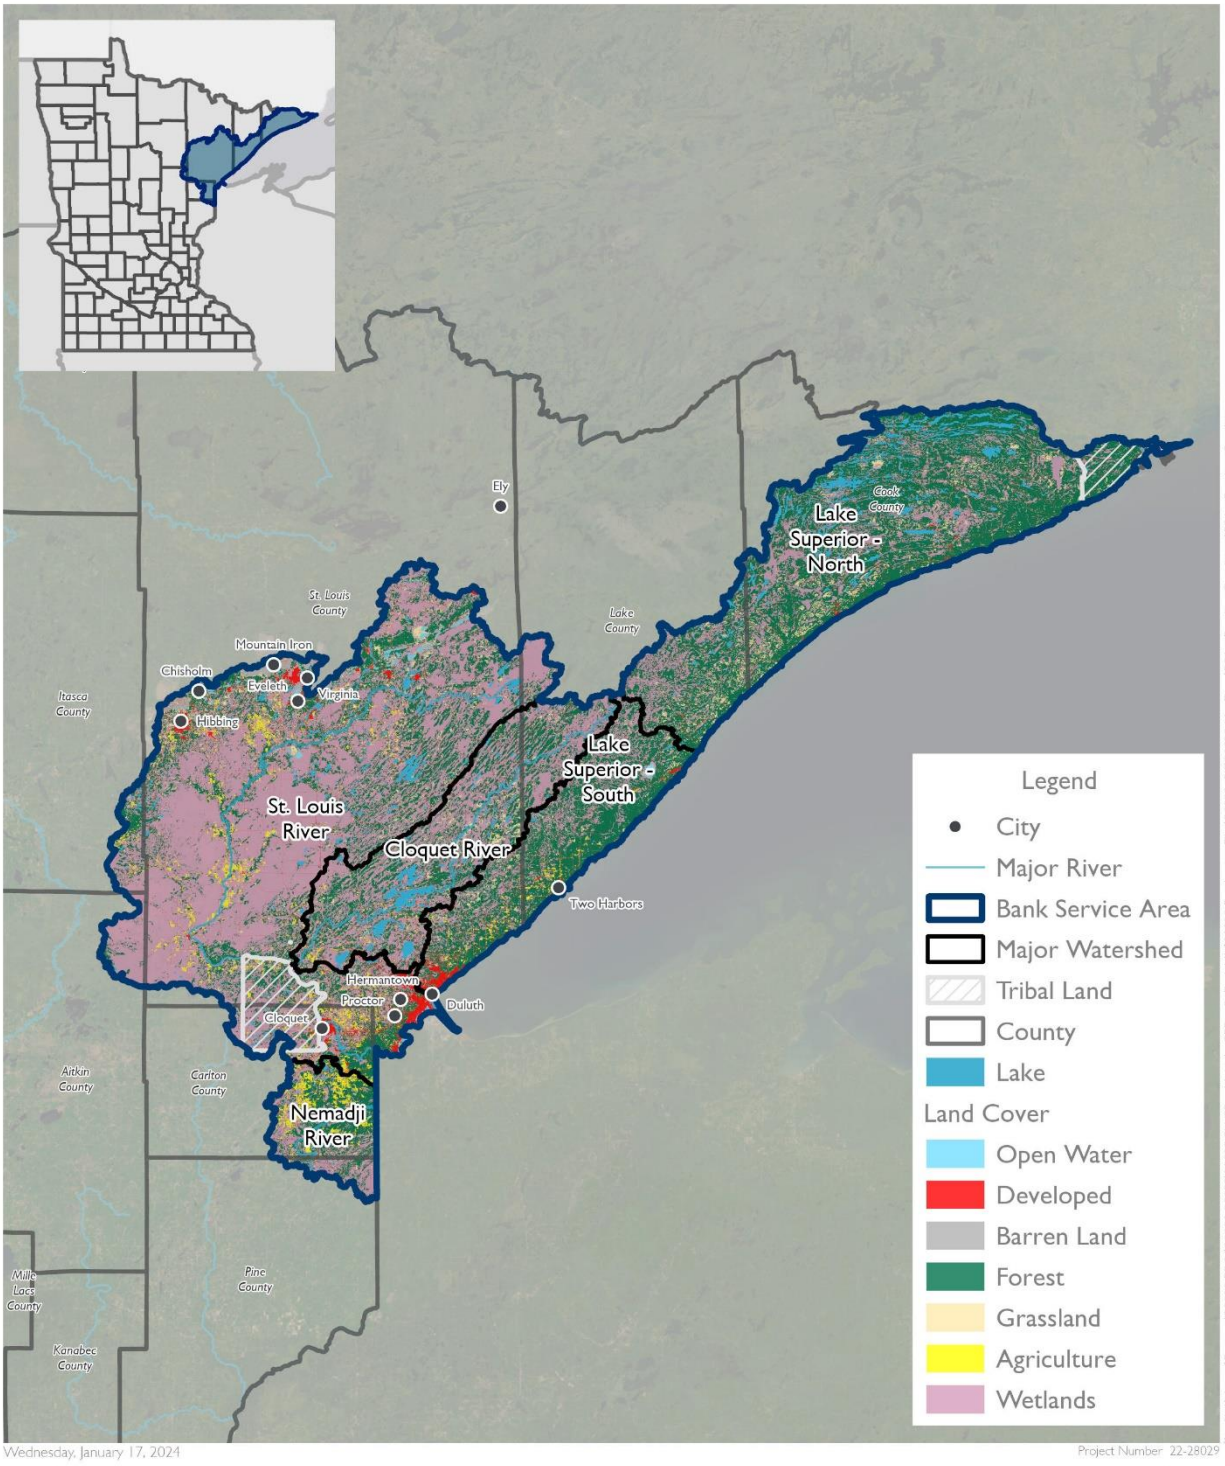 Ely
Cook
County
Lake
Superior -
North
St. Louis
County
Lake
County
Mountain Iron
Chisholm
Eveleth
Virginia
Itasca
County
Hibbing
Lake
Superior -
South
St. Louis
River
Cloquet River
Two Harbors
Hermantown
Proctor
Duluth
Cloquet
Aitkin
County
Carlton
County
Nemadji
River
Mille
Lacs
County
Pine
County
Kanabec
County
Legend
City
Major River
Bank Service Area
Major Watershed
Tribal Land
County
Lake
Land Cover
Open Water
Developed
Barren Land
Forest
Grassland
Agriculture
Wetlands
Wednesday, January 17, 2024
Project Number 22-28029